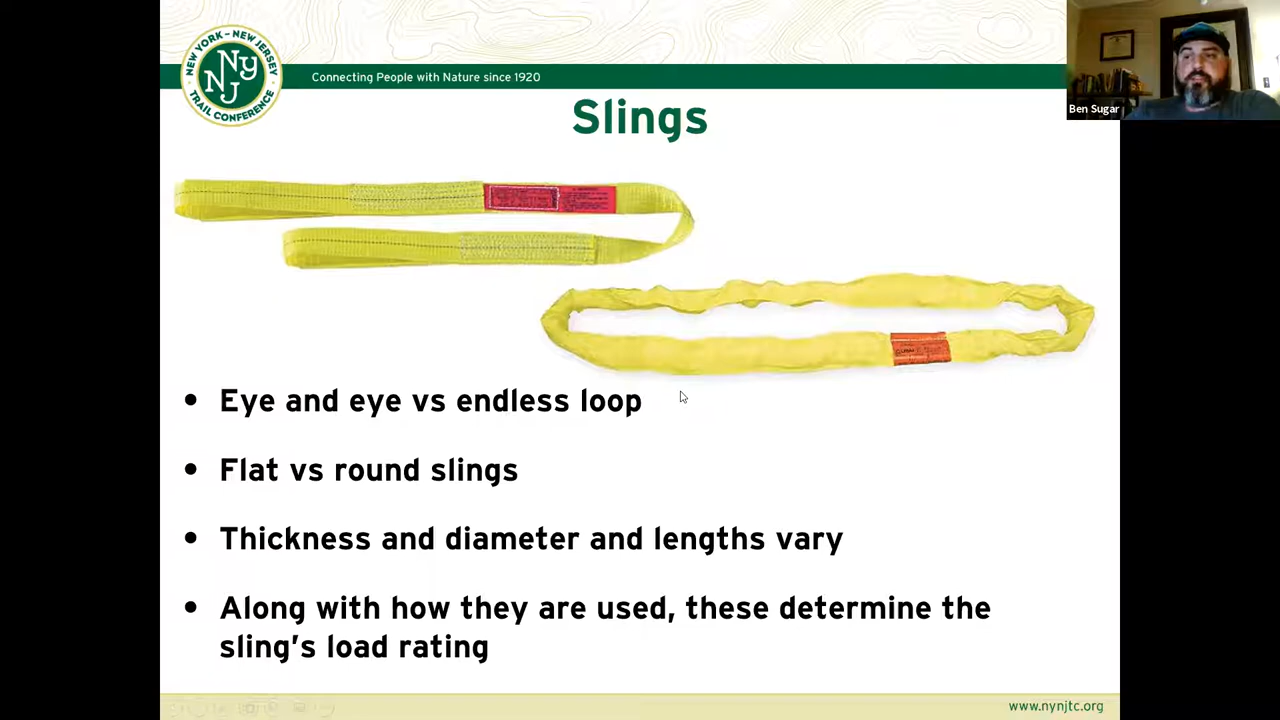 NEW YORK - NEW JERSEY
NY
NJ
TRAIL CONFERENCE
Connecting People with Nature since 1920
Ben Sugar
Slings
• Eye and eye vs endless loop
• Flat vs round slings
• Thickness and diameter and lengths vary
• Along with how they are used, these determine the
sling’s load rating
www.nynjtc.org